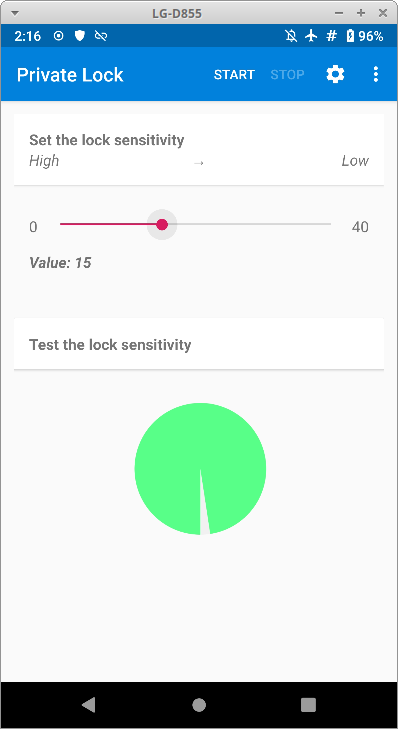 LG-D855
2:16 96%
Private Lock START STOP
Set the lock sensitivity
High → Low
0 40
Value: 15
Test the lock sensitivity